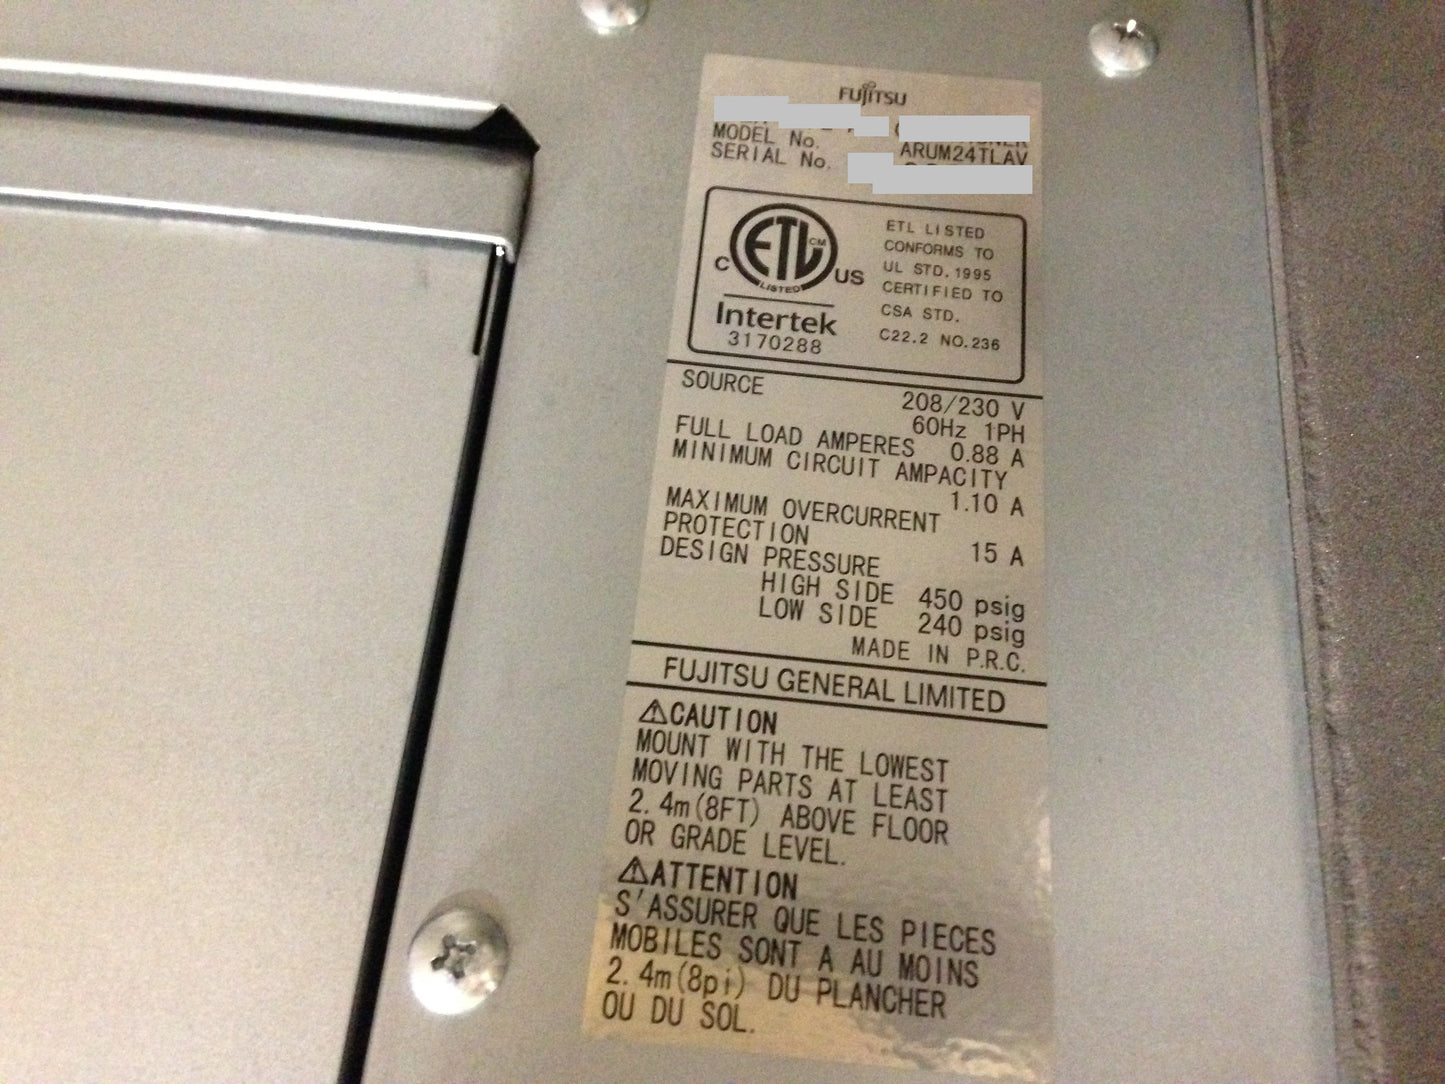 FUJITSU
MODEL No. ARUM24TLAV
SERIAL No.
ETL LISTED
CONFORMS TO
UL STD. 1995
CERTIFIED TO
CSA STD.
C22.2 NO.236
C ETL CM US
LISTED
Intertek
3170288
SOURCE 208/230 V
60Hz 1PH
FULL LOAD AMPERES 0.88 A
MINIMUM CIRCUIT AMPACITY
1.10 A
MAXIMUM OVERCURRENT
PROTECTION 15 A
DESIGN PRESSURE
HIGH SIDE 450 psig
LOW SIDE 240 psig
MADE IN P.R.C.
FUJITSU GENERAL LIMITED
⚠CAUTION
MOUNT WITH THE LOWEST
MOVING PARTS AT LEAST
2.4m(8FT) ABOVE FLOOR
OR GRADE LEVEL.
⚠ATTENTION
S'ASSURER QUE LES PIECES
MOBILES SONT A AU MOINS
2.4m(8pi) DU PLANCHER
OU DU SOL.